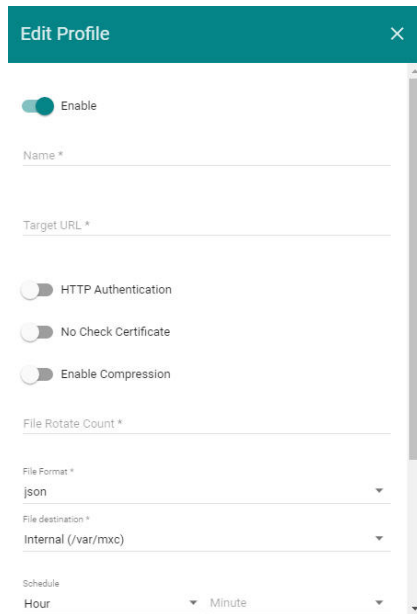 Edit Profile
Enable
Name *
Target URL *
HTTP Authentication
No Check Certificate
Enable Compression
File Rotate Count *
File Format *
json
File destination *
Internal (/var/mxc)
Schedule
Hour Minute